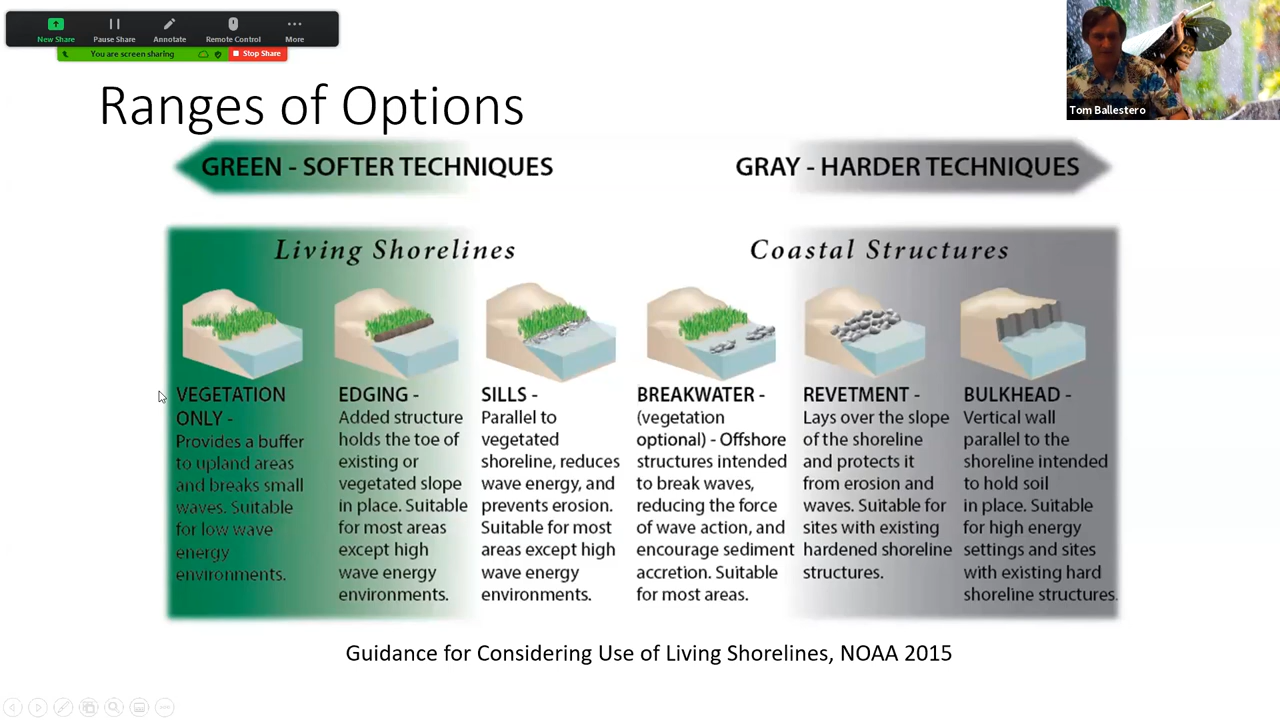 New Share
Pause Share
Annotate
Remote Control
More
You are screen sharing
Stop Share
Tom Ballestero
Ranges of Options
GREEN - SOFTER TECHNIQUES
GRAY - HARDER TECHNIQUES
Living Shorelines
Coastal Structures
VEGETATION
ONLY -
Provides a buffer
to upland areas
and breaks small
waves. Suitable
for low wave
energy
environments.
EDGING -
Added structure
holds the toe of
existing or
vegetated slope
in place. Suitable
for most areas
except high
wave energy
environments.
SILLS -
Parallel to
vegetated
shoreline, reduces
wave energy, and
prevents erosion.
Suitable for most
areas except high
wave energy
environments.
BREAKWATER -
(vegetation
optional) - Offshore
structures intended
to break waves,
reducing the force
of wave action, and
encourage sediment
accretion. Suitable
for most areas.
REVETMENT -
Lays over the slope
of the shoreline
and protects it
from erosion and
waves. Suitable for
sites with existing
hardened shoreline
structures.
BULKHEAD -
Vertical wall
parallel to the
shoreline intended
to hold soil
in place. Suitable
for high energy
settings and sites
with existing hard
shoreline structures.
Guidance for Considering Use of Living Shorelines, NOAA 2015